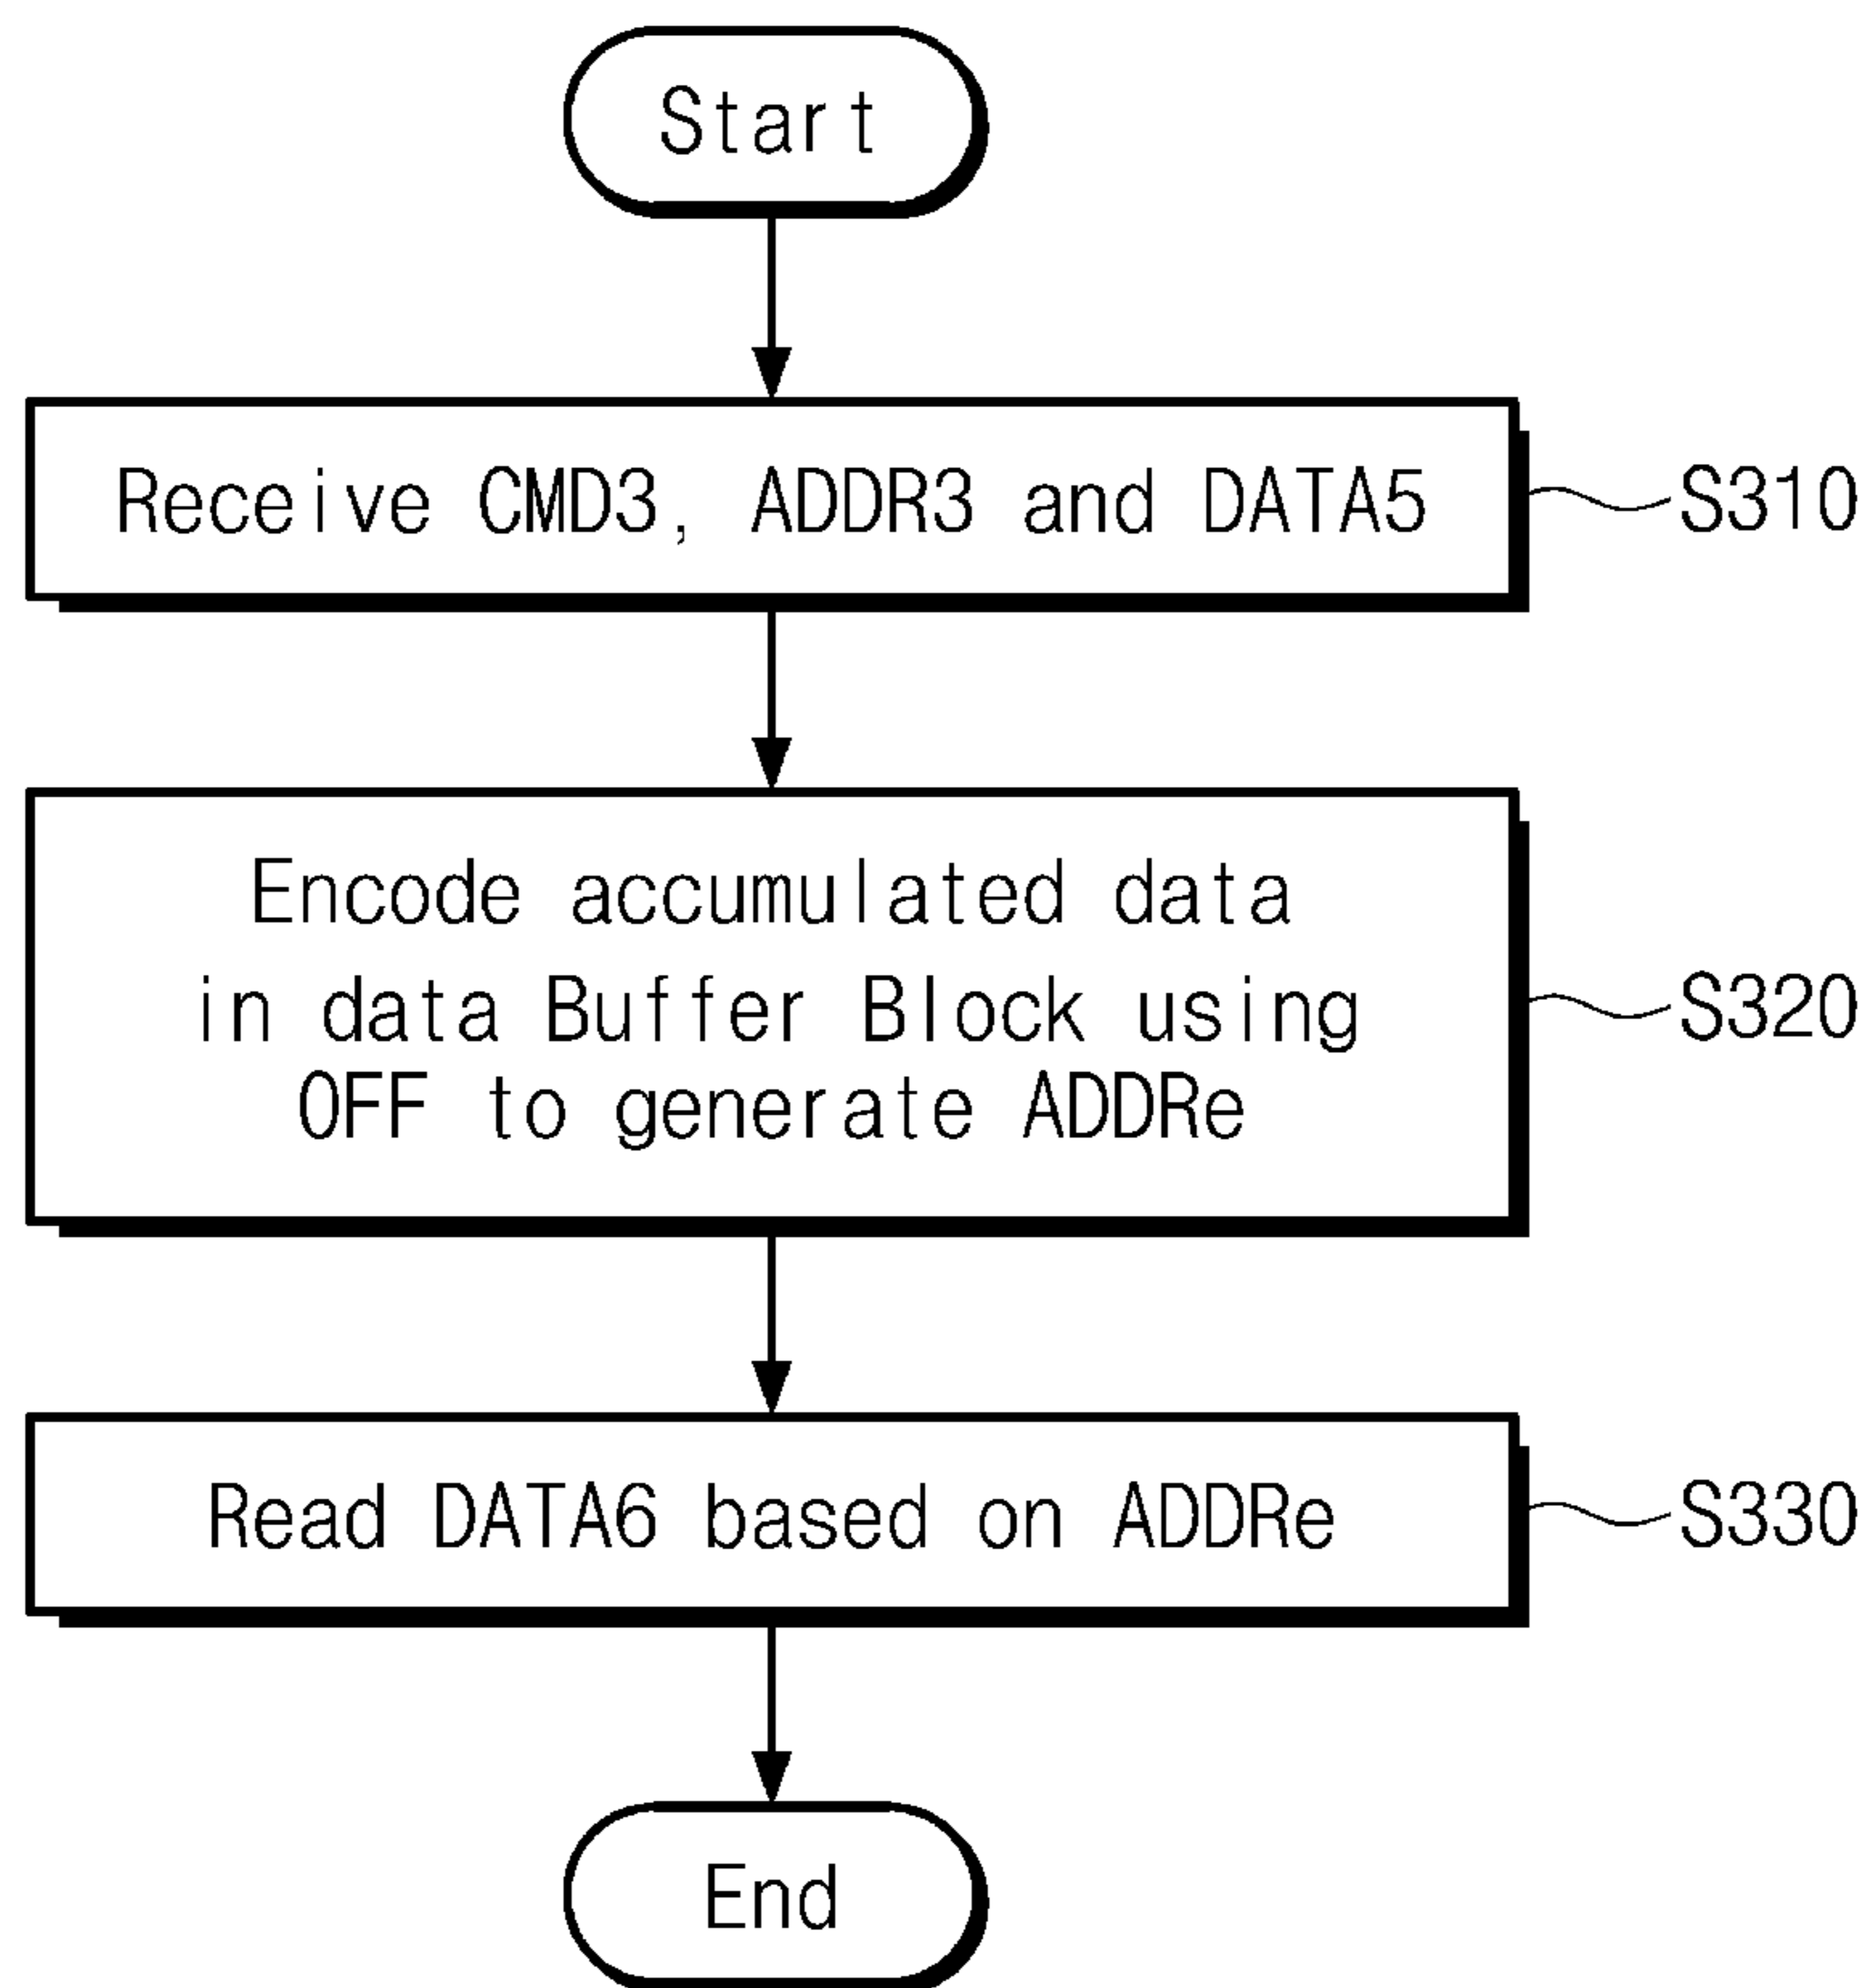 Start
Receive CMD3, ADDR3 and DATA5
S310
Encode accumulated data
in data Buffer Block using
OFF to generate ADDRe
S320
Read DATA6 based on ADDRe
S330
End